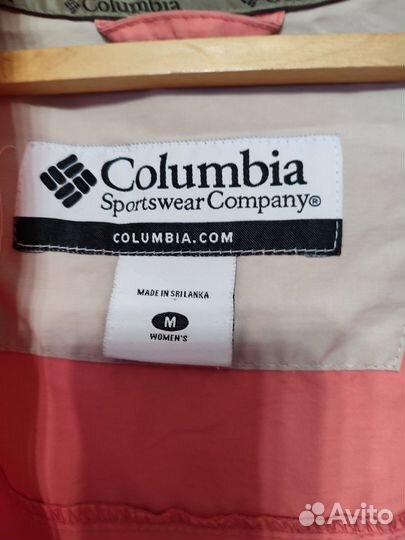 Columbia
Columbia
Sportswear Company®
COLUMBIA.COM
MADE IN SRI LANKA
M
WOMEN'S
Avito